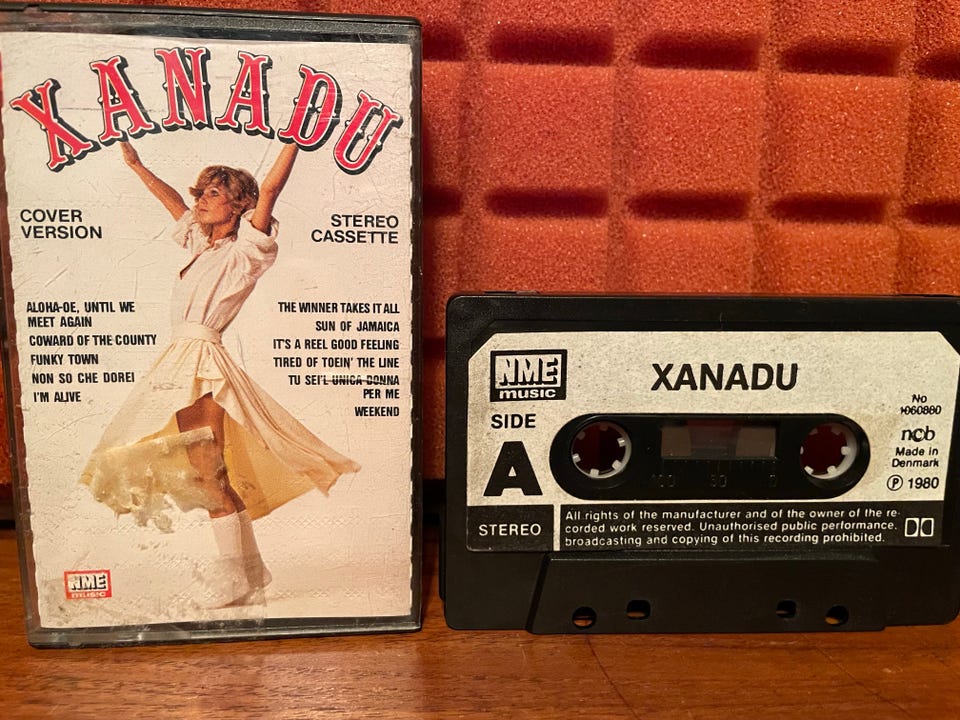 XANADU
COVER
VERSION
STEREO
CASSETTE
ALOHA-OE, UNTIL WE
MEET AGAIN
COWARD OF THE COUNTY
FUNKY TOWN
NON SO CHE DOREI
I'M ALIVE
THE WINNER TAKES IT ALL
SUN OF JAMAICA
IT'S A REEL GOOD FEELING
TIRED OF TOEIN' THE LINE
TU SEI'L UNICA DONNA
PER ME
WEEKEND
NME
music
NME
music
XANADU
SIDE
A
STEREO
No
1060880
ncb
Made in
Denmark
Ⓟ 1980
100 50 0
All rights of the manufacturer and of the owner of the re-
corded work reserved. Unauthorised public performance,
broadcasting and copying of this recording prohibited.